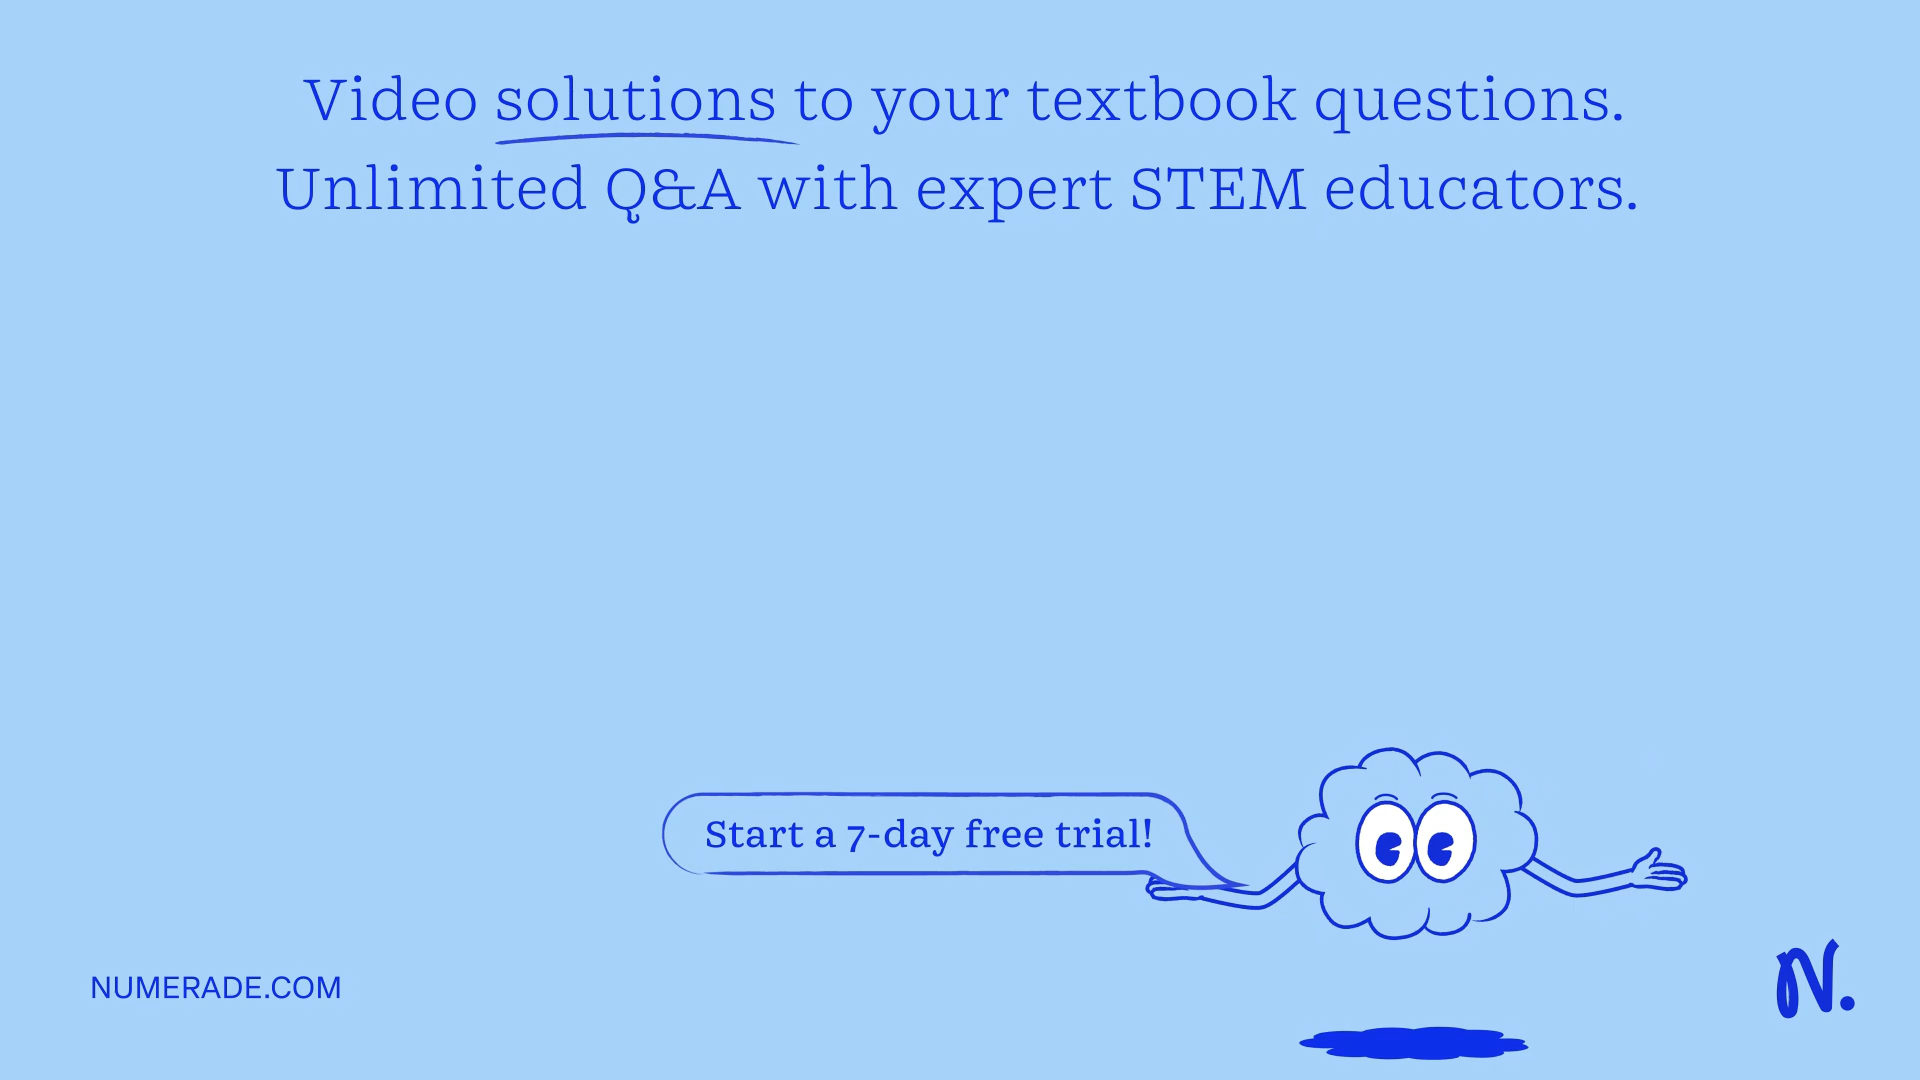 Video solutions to your textbook questions.
Unlimited Q&A with expert STEM educators.
Start a 7-day free trial!
NUMERADE.COM
N.